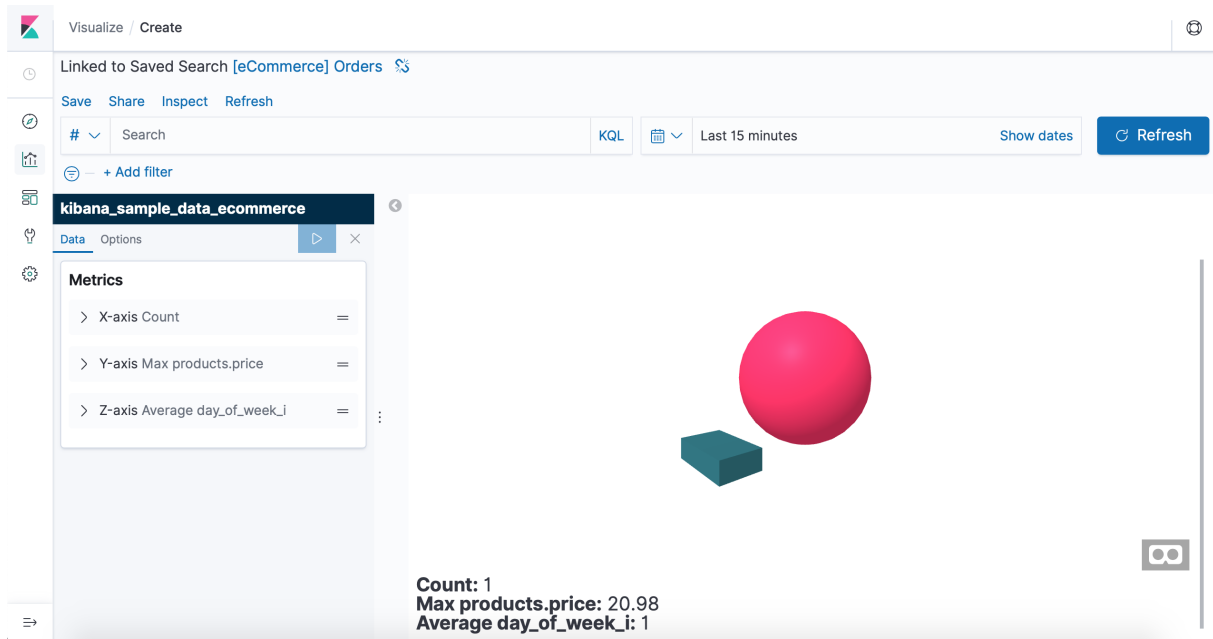 Visualize / Create
Linked to Saved Search [eCommerce] Orders
Save Share Inspect Refresh
# Search KQL Last 15 minutes Show dates Refresh
+ Add filter
kibana_sample_data_ecommerce
Data Options
Metrics
X-axis Count
Y-axis Max products.price
Z-axis Average day_of_week_i
Count: 1
Max products.price: 20.98
Average day_of_week_i: 1